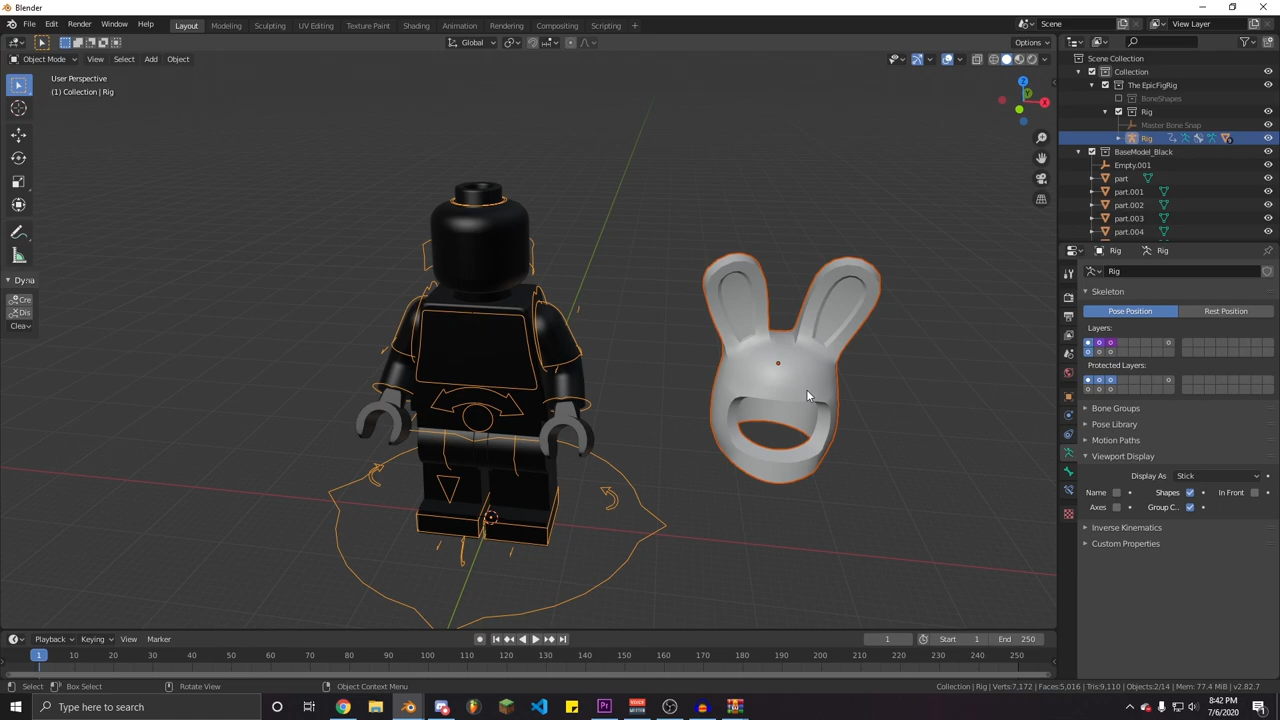 Blender
File Edit Render Window Help Layout Modeling Sculpting UV Editing Texture Paint Shading Animation Rendering Compositing Scripting Scene View Layer
Global Options
Object Mode View Select Add Object
User Perspective
(1) Collection | Rig
Dyna
Cre
Dis
Clea
Z
Y
X
Scene Collection
Collection
The EpicFigRig
BoneShapes
Rig
Master Bone Snap
Rig
BaseModel_Black
Empty.001
part
part.001
part.002
part.003
part.004
Rig Rig
Rig
Skeleton
Pose Position Rest Position
Layers:
Protected Layers:
Bone Groups
Pose Library
Motion Paths
Viewport Display
Display As Stick
Name Shapes In Front
Axes Group C..
Inverse Kinematics
Custom Properties
Playback Keying View Marker 1 Start 1 End 250
1 10 20 30 40 50 60 70 80 90 100 110 120 130 140 150 160 170 180 190 200 210 220 230 240 250
Select Box Select Rotate View Object Context Menu Collection | Rig | Verts:7,172 | Faces:5,016 | Tris:9,110 | Objects:2/14 | Mem: 77.4 MiB | v2.82.7
Type here to search
8:42 PM
7/6/2020